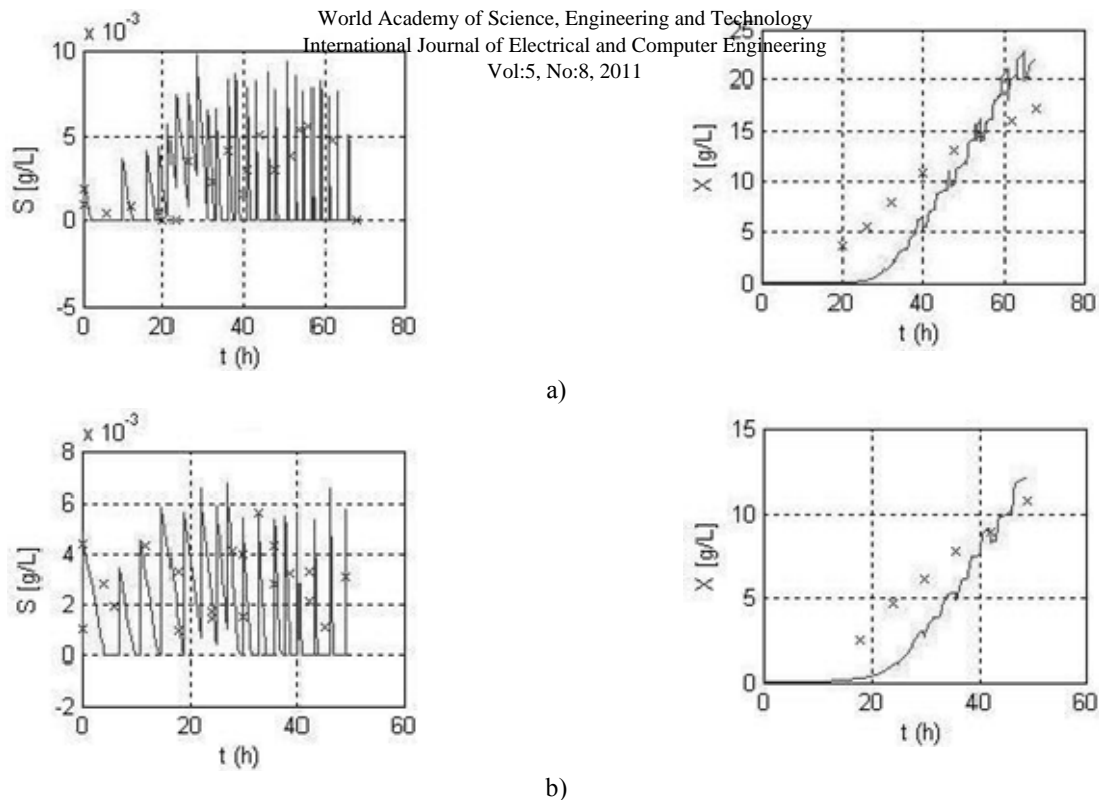 World Academy of Science, Engineering and Technology
International Journal of Electrical and Computer Engineering
Vol:5, No:8, 2011
x 10⁻³
10
5
0
-5
0 20 40 60 80
S [g/L]
t (h)
25
20
15
10
5
0
0 20 40 60 80
X [g/L]
t (h)
a)
x 10⁻³
8
6
4
2
0
-2
0 20 40 60
S [g/L]
t (h)
15
10
5
0
0 20 40 60
X [g/L]
t (h)
b)